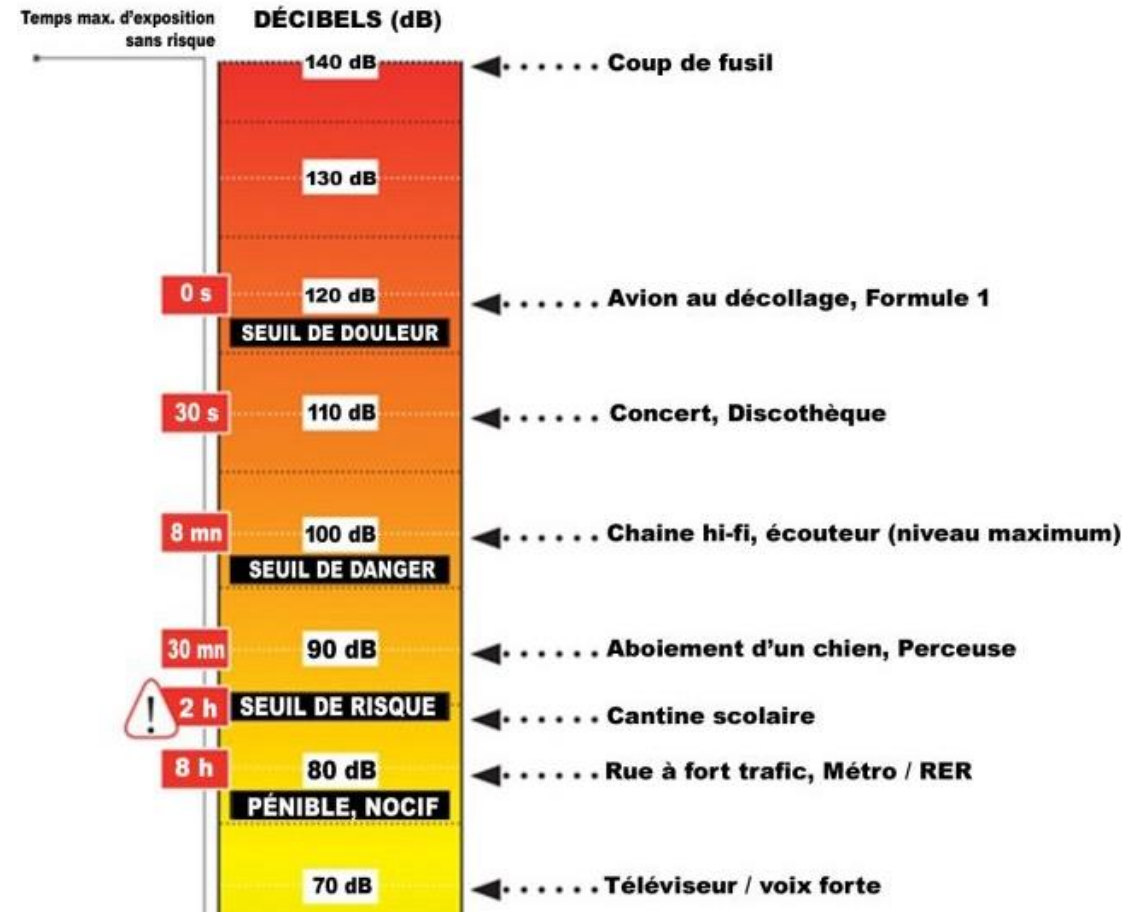 Temps max. d'exposition
sans risque
DÉCIBELS (dB)
140 dB
Coup de fusil
130 dB
0 s
120 dB
Avion au décollage, Formule 1
SEUIL DE DOULEUR
30 s
110 dB
Concert, Discothèque
8 mn
100 dB
Chaine hi-fi, écouteur (niveau maximum)
SEUIL DE DANGER
30 mn
90 dB
Aboiement d'un chien, Perceuse
!
2 h
SEUIL DE RISQUE
Cantine scolaire
8 h
80 dB
Rue à fort trafic, Métro / RER
PÉNIBLE, NOCIF
70 dB
Téléviseur / voix forte